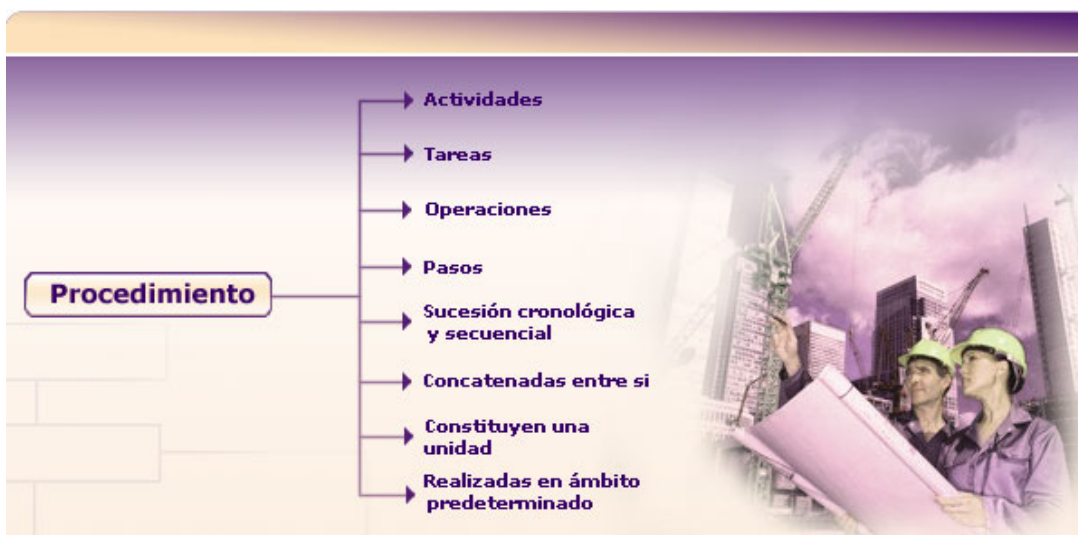 Actividades
Tareas
Operaciones
Pasos
Procedimiento
Sucesión cronológica
y secuencial
Concatenadas entre si
Constituyen una
unidad
Realizadas en ámbito
predeterminado